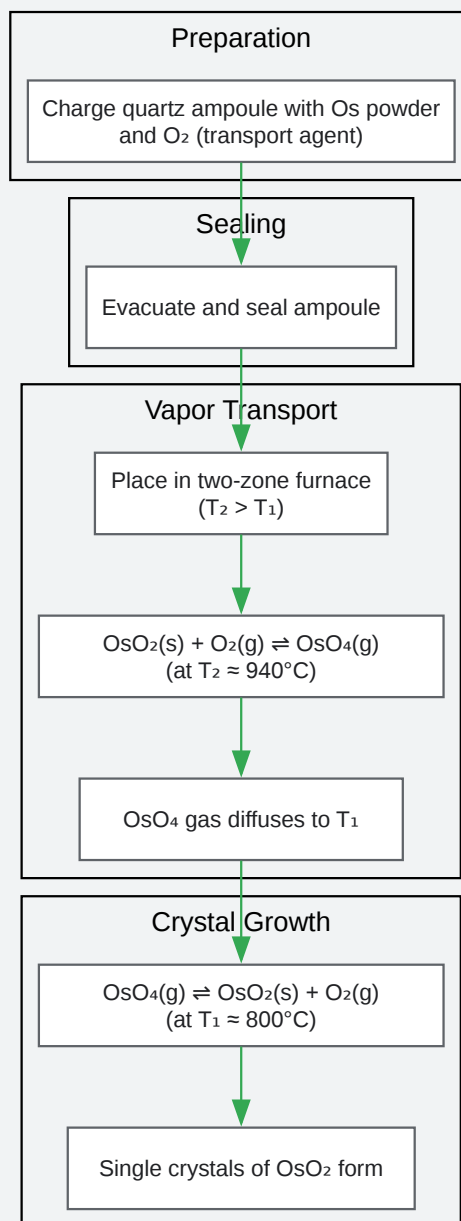 Preparation
Charge quartz ampoule with Os powder
and O₂ (transport agent)
Sealing
Evacuate and seal ampoule
Vapor Transport
Place in two-zone furnace
(T₂ > T₁)
OsO₂(s) + O₂(g) ⇌ OsO₄(g)
(at T₂ ≈ 940°C)
OsO₄ gas diffuses to T₁
Crystal Growth
OsO₄(g) ⇌ OsO₂(s) + O₂(g)
(at T₁ ≈ 800°C)
Single crystals of OsO₂ form